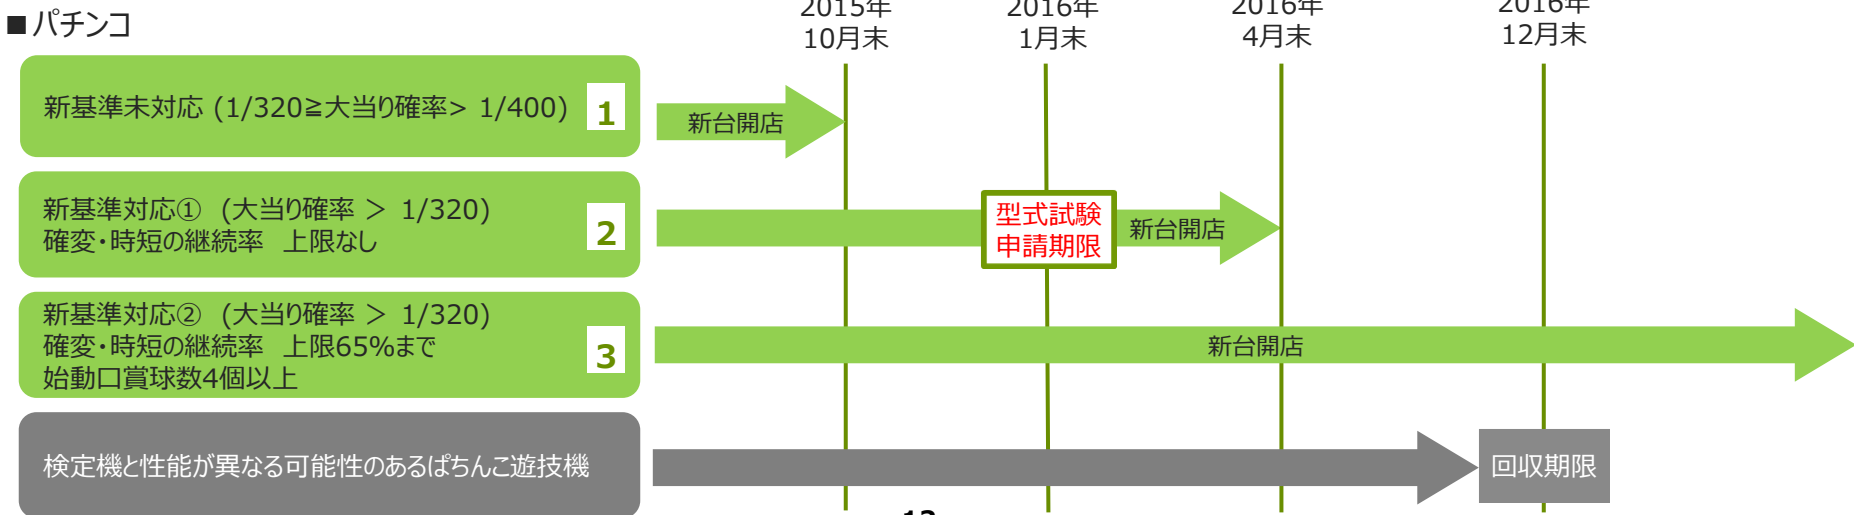 ■パチンコ
2015年
10月末
2016年
1月末
2016年
4月末
2016年
12月末
新基準未対応 (1/320≧大当り確率> 1/400)
1
新台開店
新基準対応① (大当り確率 ＞ 1/320)
確変・時短の継続率 上限なし
2
型式試験
申請期限
新台開店
新基準対応② (大当り確率 ＞ 1/320)
確変・時短の継続率 上限65%まで
始動口賞球数4個以上
3
新台開店
検定機と性能が異なる可能性のあるぱちんこ遊技機
回収期限
12